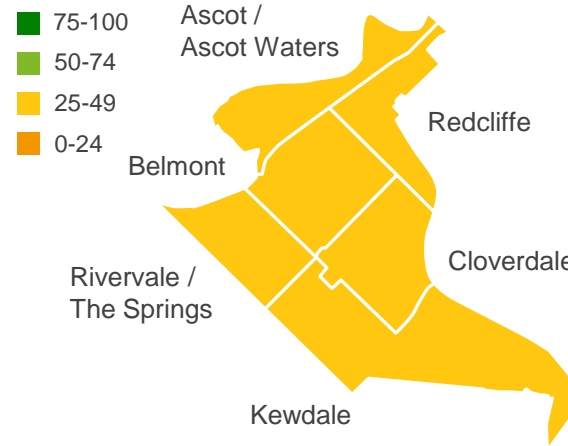 75-100
50-74
25-49
0-24
Ascot /
Ascot Waters
Redcliffe
Belmont
Cloverdale
Rivervale /
The Springs
Kewdale